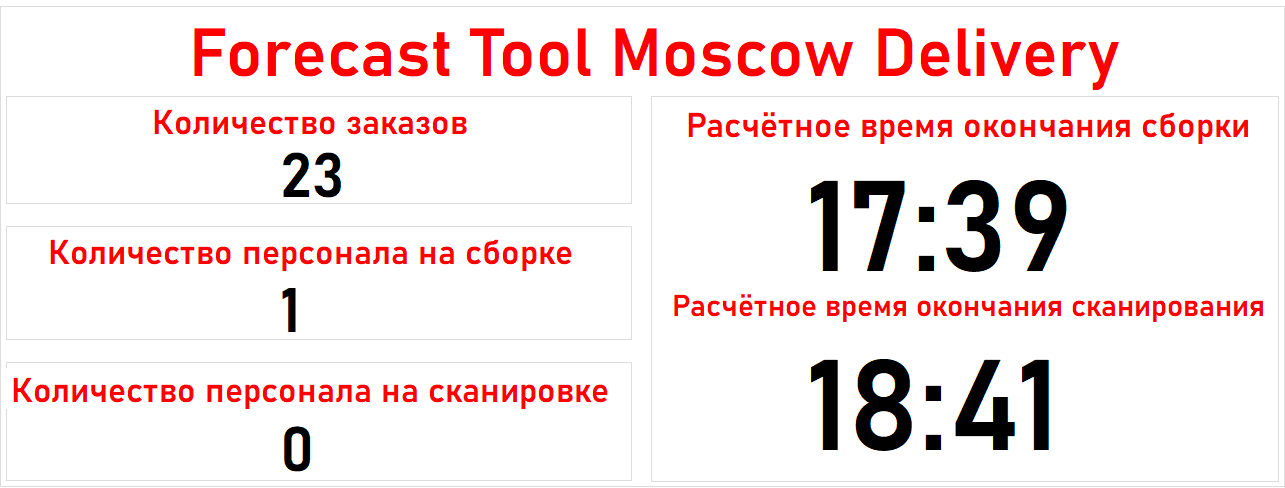 Forecast Tool Moscow Delivery
Количество заказов
23
Количество персонала на сборке
1
Количество персонала на сканировке
0
Расчётное время окончания сборки
17:39
Расчётное время окончания сканирования
18:41